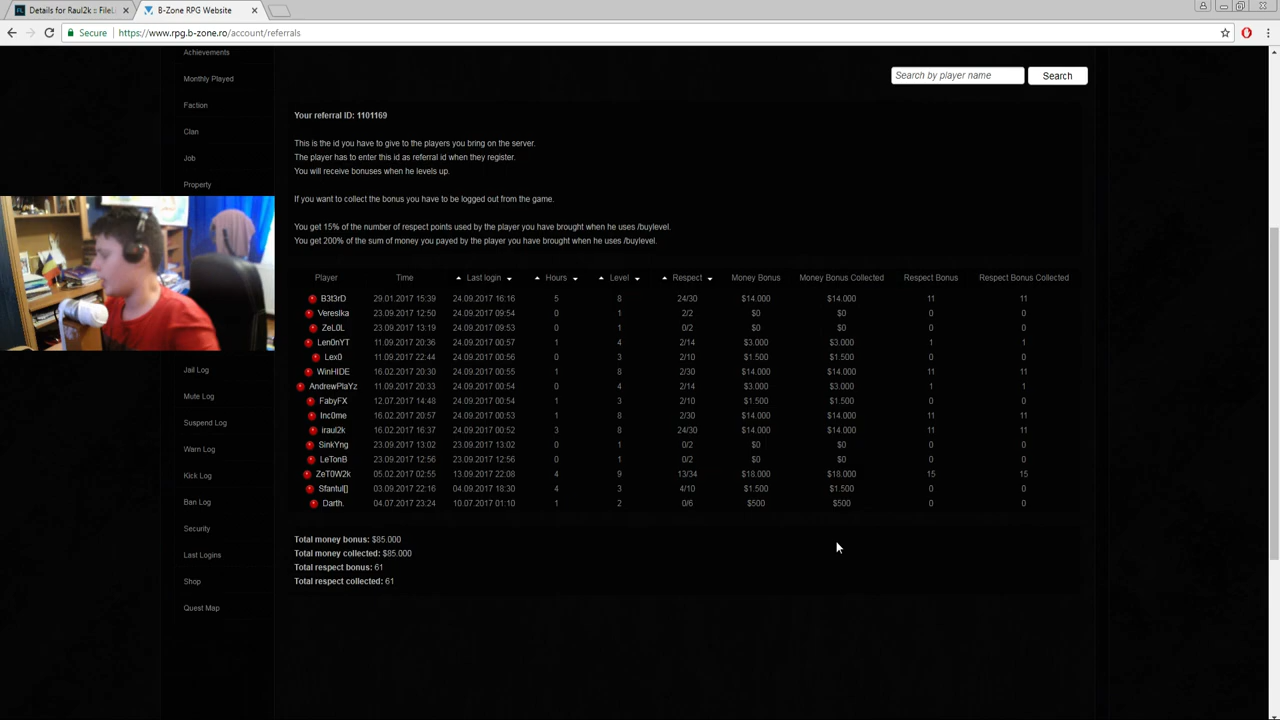 Details for Raul2k :: FileL
B-Zone RPG Website
Secure
https://www.rpg.b-zone.ro/account/referrals
Achievements
Monthly Played
Faction
Clan
Job
Property
Jail Log
Mute Log
Suspend Log
Warn Log
Kick Log
Ban Log
Security
Last Logins
Shop
Quest Map
Search by player name Search
Your referral ID: 1101169
This is the id you have to give to the players you bring on the server.
The player has to enter this id as referral id when they register.
You will receive bonuses when he levels up.
If you want to collect the bonus you have to be logged out from the game.
You get 15% of the number of respect points used by the player you have brought when he uses /buylevel.
You get 200% of the sum of money you payed by the player you have brought when he uses /buylevel.
Player Time Last login Hours Level Respect Money Bonus Money Bonus Collected Respect Bonus Respect Bonus Collected
B3t3rD 29.01.2017 15:39 24.09.2017 16:16 5 8 24/30 $14.000 $14.000 11 11
Vereslka 23.09.2017 12:50 24.09.2017 09:54 0 1 2/2 $0 $0 0 0
ZeL0L 23.09.2017 13:19 24.09.2017 09:53 0 1 0/2 $0 $0 0 0
Len0nYT 11.09.2017 20:36 24.09.2017 00:57 1 4 2/14 $3.000 $3.000 1 1
Lex0 11.09.2017 22:44 24.09.2017 00:56 0 3 2/10 $1.500 $1.500 0 0
WinHIDE 16.02.2017 20:30 24.09.2017 00:55 1 8 2/30 $14.000 $14.000 11 11
AndrewPlaYz 11.09.2017 20:33 24.09.2017 00:54 0 4 2/14 $3.000 $3.000 1 1
FabyFX 12.07.2017 14:48 24.09.2017 00:54 1 3 2/10 $1.500 $1.500 0 0
Inc0me 16.02.2017 20:57 24.09.2017 00:53 1 8 2/30 $14.000 $14.000 11 11
iraul2k 16.02.2017 16:37 24.09.2017 00:52 3 8 24/30 $14.000 $14.000 11 11
SinkYng 23.09.2017 13:02 23.09.2017 13:02 0 1 0/2 $0 $0 0 0
LeTonB 23.09.2017 12:56 23.09.2017 12:56 0 1 0/2 $0 $0 0 0
ZeT0W2k 05.02.2017 02:55 13.09.2017 22:08 4 9 13/34 $18.000 $18.000 15 15
Sfantul[] 03.09.2017 22:16 04.09.2017 18:30 4 3 4/10 $1.500 $1.500 0 0
Darth. 04.07.2017 23:24 10.07.2017 01:10 1 2 0/6 $500 $500 0 0
Total money bonus: $85.000
Total money collected: $85.000
Total respect bonus: 61
Total respect collected: 61